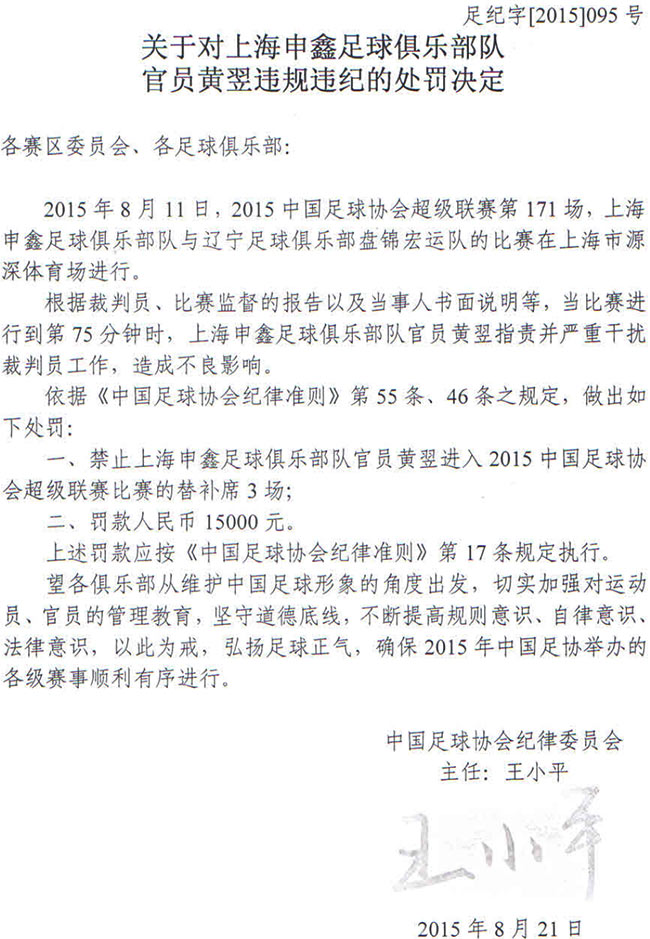 足纪字[2015]095 号
关于对上海申鑫足球俱乐部队
官员黄翌违规违纪的处罚决定
各赛区委员会、各足球俱乐部：
2015 年 8 月 11 日，2015 中国足球协会超级联赛第 171 场，上海
申鑫足球俱乐部队与辽宁足球俱乐部盘锦宏运队的比赛在上海市源
深体育场进行。
根据裁判员、比赛监督的报告以及当事人书面说明等，当比赛进
行到第 75 分钟时，上海申鑫足球俱乐部队官员黄翌指责并严重干扰
裁判员工作，造成不良影响。
依据《中国足球协会纪律准则》第 55 条、46 条之规定，做出如
下处罚：
一、禁止上海申鑫足球俱乐部队官员黄翌进入 2015 中国足球协
会超级联赛比赛的替补席 3 场；
二、罚款人民币 15000 元。
上述罚款应按《中国足球协会纪律准则》第 17 条规定执行。
望各俱乐部从维护中国足球形象的角度出发，切实加强对运动
员、官员的管理教育，坚守道德底线，不断提高规则意识、自律意识、
法律意识，以此为戒，弘扬足球正气，确保 2015 年中国足协举办的
各级赛事顺利有序进行。
中国足球协会纪律委员会
主任：王小平
王小平
2015 年 8 月 21 日